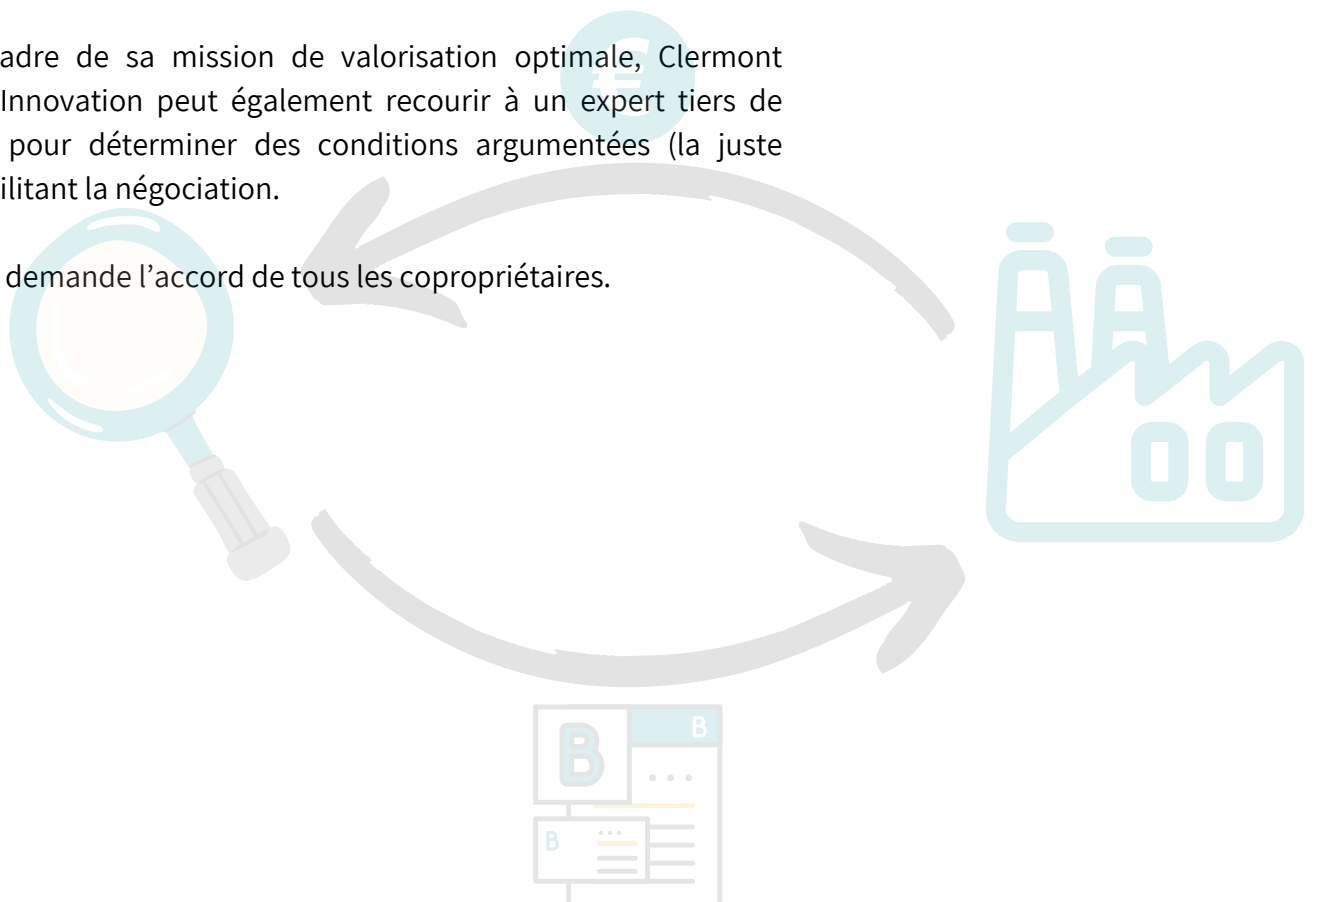 adre de sa mission de valorisation optimale, Clermont
Innovation peut également recourir à un expert tiers de
pour déterminer des conditions argumentées (la juste
ilitant la négociation.
demande l’accord de tous les copropriétaires.
€
B
B
B